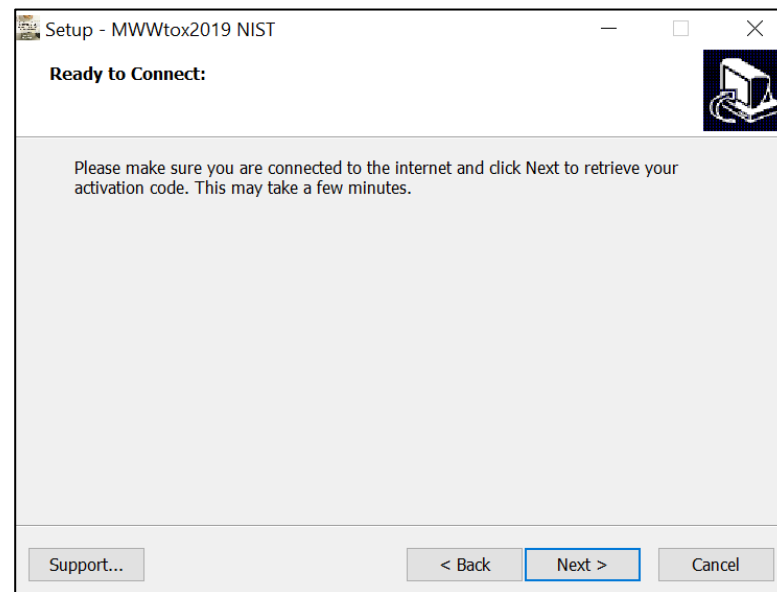 Setup - MWWtox2019 NIST
Ready to Connect:
Please make sure you are connected to the internet and click Next to retrieve your
activation code. This may take a few minutes.
Support...
< Back
Next >
Cancel